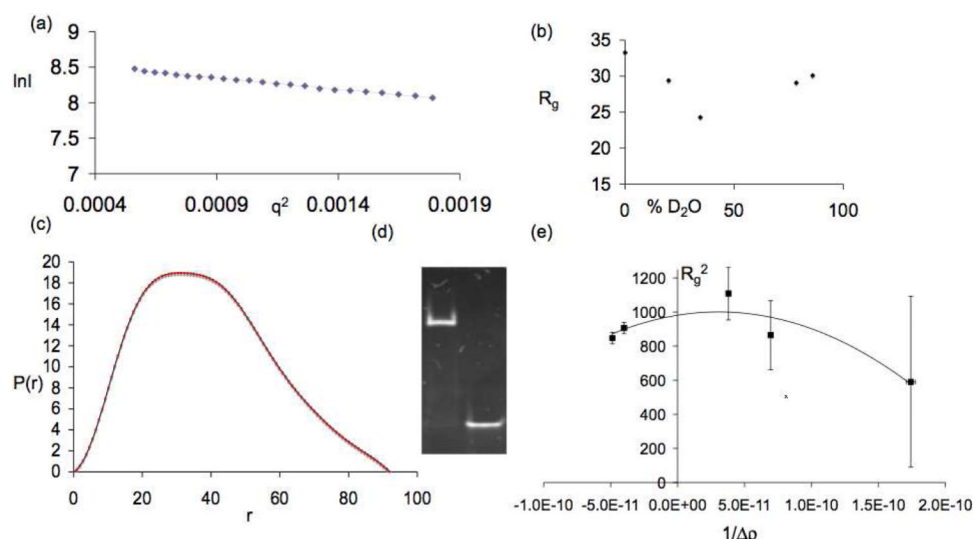 (a)
9
8.5
8
7.5
7
lnI
0.0004
0.0009
0.0014
0.0019
q²
(b)
35
30
25
20
15
R_g
0
50
100
% D₂O
(c)
20
18
16
14
12
10
8
6
4
2
0
P(r)
0
20
40
60
80
100
r
(d)
(e)
R_g²
1200
1000
800
600
400
200
0
-1.0E-10
-5.0E-11
0.0E+00
5.0E-11
1.0E-10
1.5E-10
2.0E-10
1/Δρ